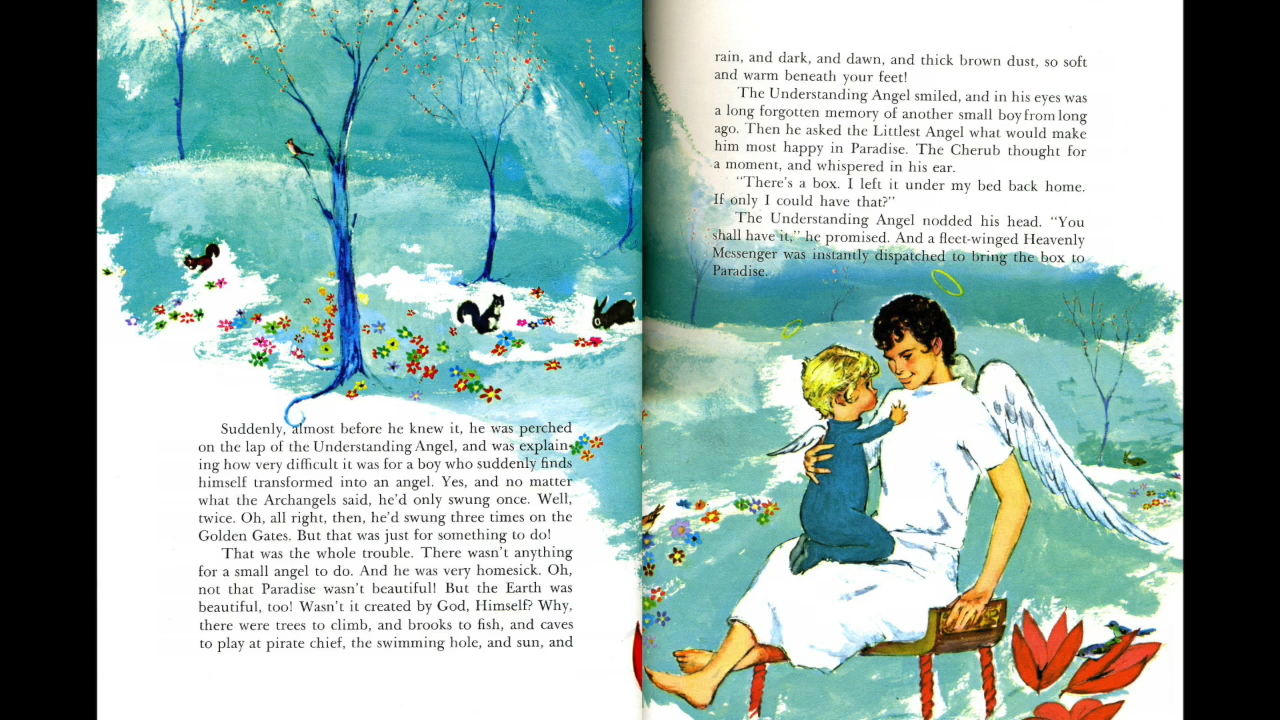 Suddenly, almost before he knew it, he was perched
on the lap of the Understanding Angel, and was explain-
ing how very difficult it was for a boy who suddenly finds
himself transformed into an angel. Yes, and no matter
what the Archangels said, he'd only swung once. Well,
twice. Oh, all right, then, he'd swung three times on the
Golden Gates. But that was just for something to do!
That was the whole trouble. There wasn't anything
for a small angel to do. And he was very homesick. Oh,
not that Paradise wasn't beautiful! But the Earth was
beautiful, too! Wasn't it created by God, Himself? Why,
there were trees to climb, and brooks to fish, and caves
to play at pirate chief, the swimming hole, and sun, and
rain, and dark, and dawn, and thick brown dust, so soft
and warm beneath your feet!
The Understanding Angel smiled, and in his eyes was
a long forgotten memory of another small boy from long
ago. Then he asked the Littlest Angel what would make
him most happy in Paradise. The Cherub thought for
a moment, and whispered in his ear.
"There's a box. I left it under my bed back home.
If only I could have that?"
The Understanding Angel nodded his head. "You
shall have it," he promised. And a fleet-winged Heavenly
Messenger was instantly dispatched to bring the box to
Paradise.